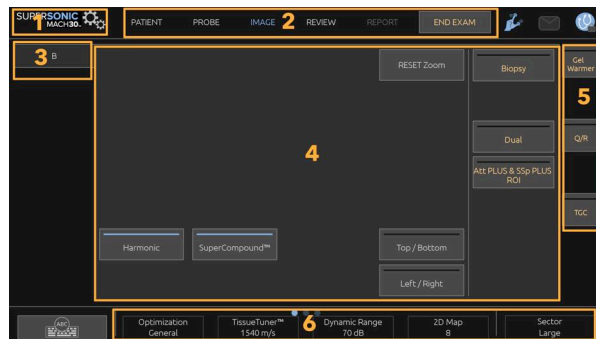 SUPERSONIC
MACH30
1
PATIENT
PROBE
IMAGE
2
REVIEW
REPORT
END EXAM
3
B
RESET Zoom
Biopsy
Gel
Warmer
5
Dual
Q/R
4
Att PLUS & SSp PLUS
ROI
TGC
Harmonic
SuperCompound™
Top / Bottom
Left / Right
ABC
Optimization
General
TissueTuner™
1540 m/s
6
Dynamic Range
70 dB
2D Map
8
Sector
Large